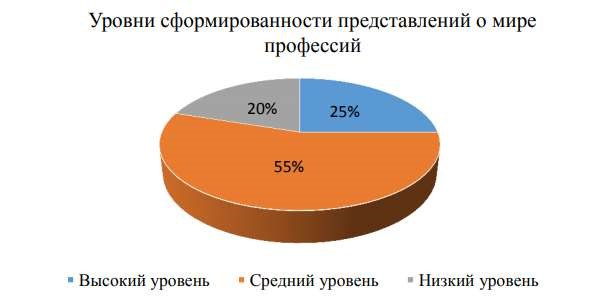 Уровни сформированности представлений о мире
профессий
20%
25%
55%
Высокий уровень
Средний уровень
Низкий уровень